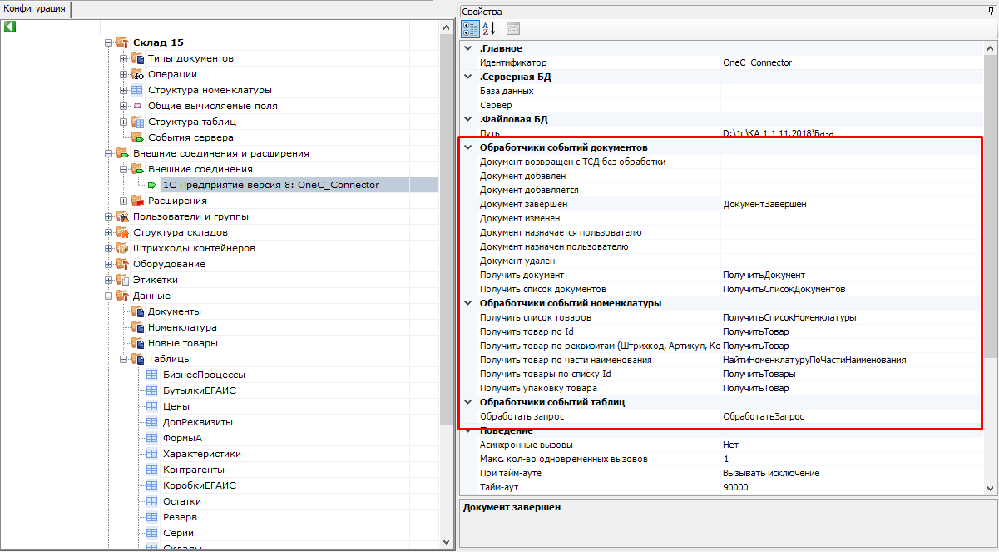 Конфигурация
Склад 15
Типы документов
Операции
Структура номенклатуры
Общие вычисляемые поля
Структура таблиц
События сервера
Внешние соединения и расширения
Внешние соединения
1С Предприятие версия 8: OneC_Connector
Расширения
Пользователи и группы
Структура складов
Штрихкоды контейнеров
Оборудование
Этикетки
Данные
Документы
Номенклатура
Новые товары
Таблицы
БизнесПроцессы
БутылкиЕГАИС
Цены
ДопРеквизиты
ФормыА
Характеристики
Контрагенты
КоробкиЕГАИС
Остатки
Резерв
Серии
Склады
Свойства
.Главное
Идентификатор OneC_Connector
.Серверная БД
База данных
Сервер
.Файловая БД
Путь D:\1c\КА 1.1 11.2018\База
Обработчики событий документов
Документ возвращен с ТСД без обработки
Документ добавлен
Документ добавляется
Документ завершен ДокументЗавершен
Документ изменен
Документ назначается пользователю
Документ назначен пользователю
Документ удален
Получить документ ПолучитьДокумент
Получить список документов ПолучитьСписокДокументов
Обработчики событий номенклатуры
Получить список товаров ПолучитьСписокНоменклатуры
Получить товар по Id ПолучитьТовар
Получить товар по реквизитам (Штрихкод, Артикул, Ко ПолучитьТовар
Получить товар по части наименования НайтиНоменклатуруПоЧастиНаименования
Получить товары по списку Id ПолучитьТовары
Получить упаковку товара ПолучитьТовар
Обработчики событий таблиц
Обработать запрос ОбработатьЗапрос
Поведение
Асинхронные вызовы Нет
Макс. кол-во одновременных вызовов 1
При тайм-ауте Вызывать исключение
Тайм-аут 90000
Документ завершен